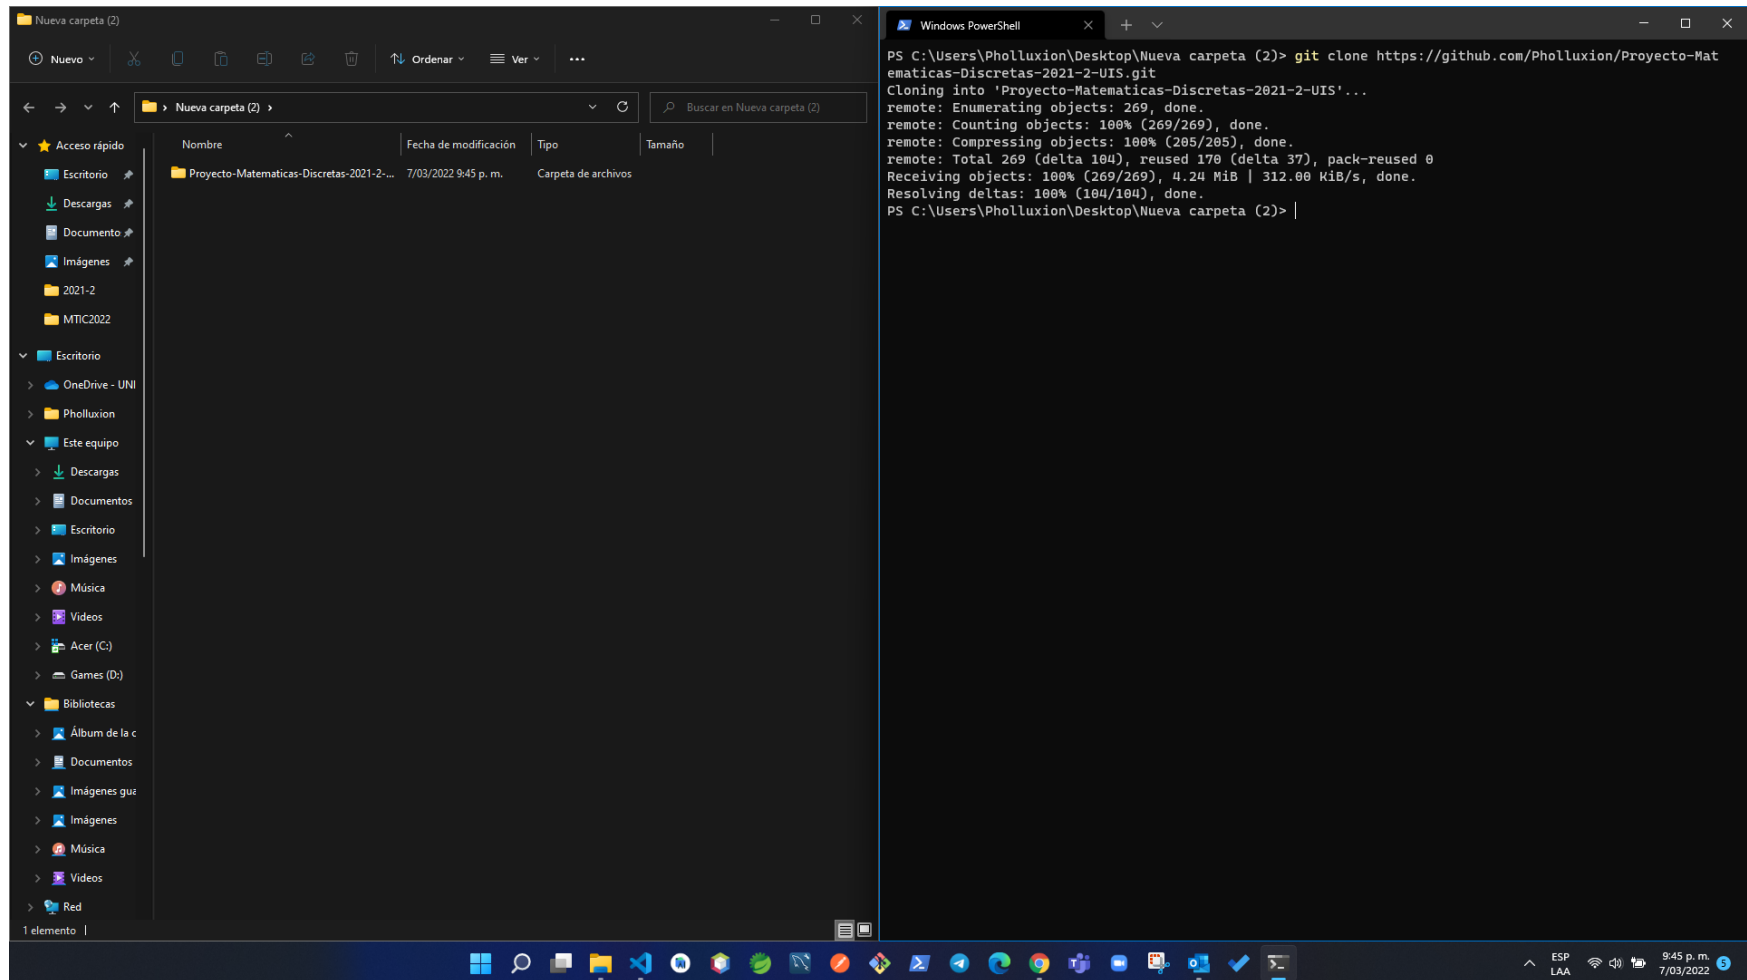 Nueva carpeta (2)
Nuevo
Ordenar
Ver
Nueva carpeta (2)
Buscar en Nueva carpeta (2)
Nombre
Fecha de modificación
Tipo
Tamaño
Proyecto-Matematicas-Discretas-2021-2-...
7/03/2022 9:45 p. m.
Carpeta de archivos
Acceso rápido
Escritorio
Descargas
Documento
Imágenes
2021-2
MTIC2022
Escritorio
OneDrive - UNI
Pholluxion
Este equipo
Descargas
Documentos
Escritorio
Imágenes
Música
Videos
Acer (C:)
Games (D:)
Bibliotecas
Álbum de la c
Documentos
Imágenes gua
Imágenes
Música
Videos
Red
1 elemento
Windows PowerShell
PS C:\Users\Pholluxion\Desktop\Nueva carpeta (2)> git clone https://github.com/Pholluxion/Proyecto-Mat
ematicas-Discretas-2021-2-UIS.git
Cloning into 'Proyecto-Matematicas-Discretas-2021-2-UIS'...
remote: Enumerating objects: 269, done.
remote: Counting objects: 100% (269/269), done.
remote: Compressing objects: 100% (205/205), done.
remote: Total 269 (delta 104), reused 170 (delta 37), pack-reused 0
Receiving objects: 100% (269/269), 4.24 MiB | 312.00 KiB/s, done.
Resolving deltas: 100% (104/104), done.
PS C:\Users\Pholluxion\Desktop\Nueva carpeta (2)>
ESP
LAA
9:45 p. m.
7/03/2022
5